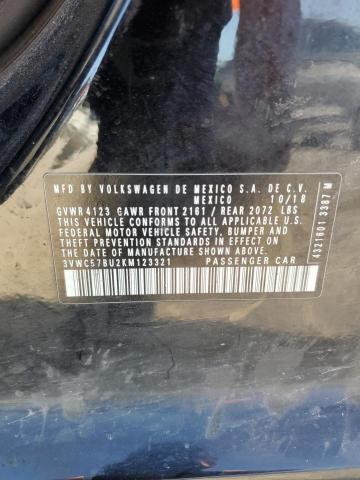 MFD BY VOLKSWAGEN DE MEXICO S.A. DE C.V.
MEXICO 10/18
GVWR 4123 GAWR FRONT 2161 / REAR 2072 LBS
THIS VEHICLE CONFORMS TO ALL APPLICABLE U.S.
FEDERAL MOTOR VEHICLE SAFETY, BUMPER, AND
THEFT PREVENTION STANDARDS IN EFFECT ON THE
DATE OF MANUFACTURE SHOWN ABOVE.
3VWC57BU2KM123321 PASSENGER CAR
4321601 3387 M